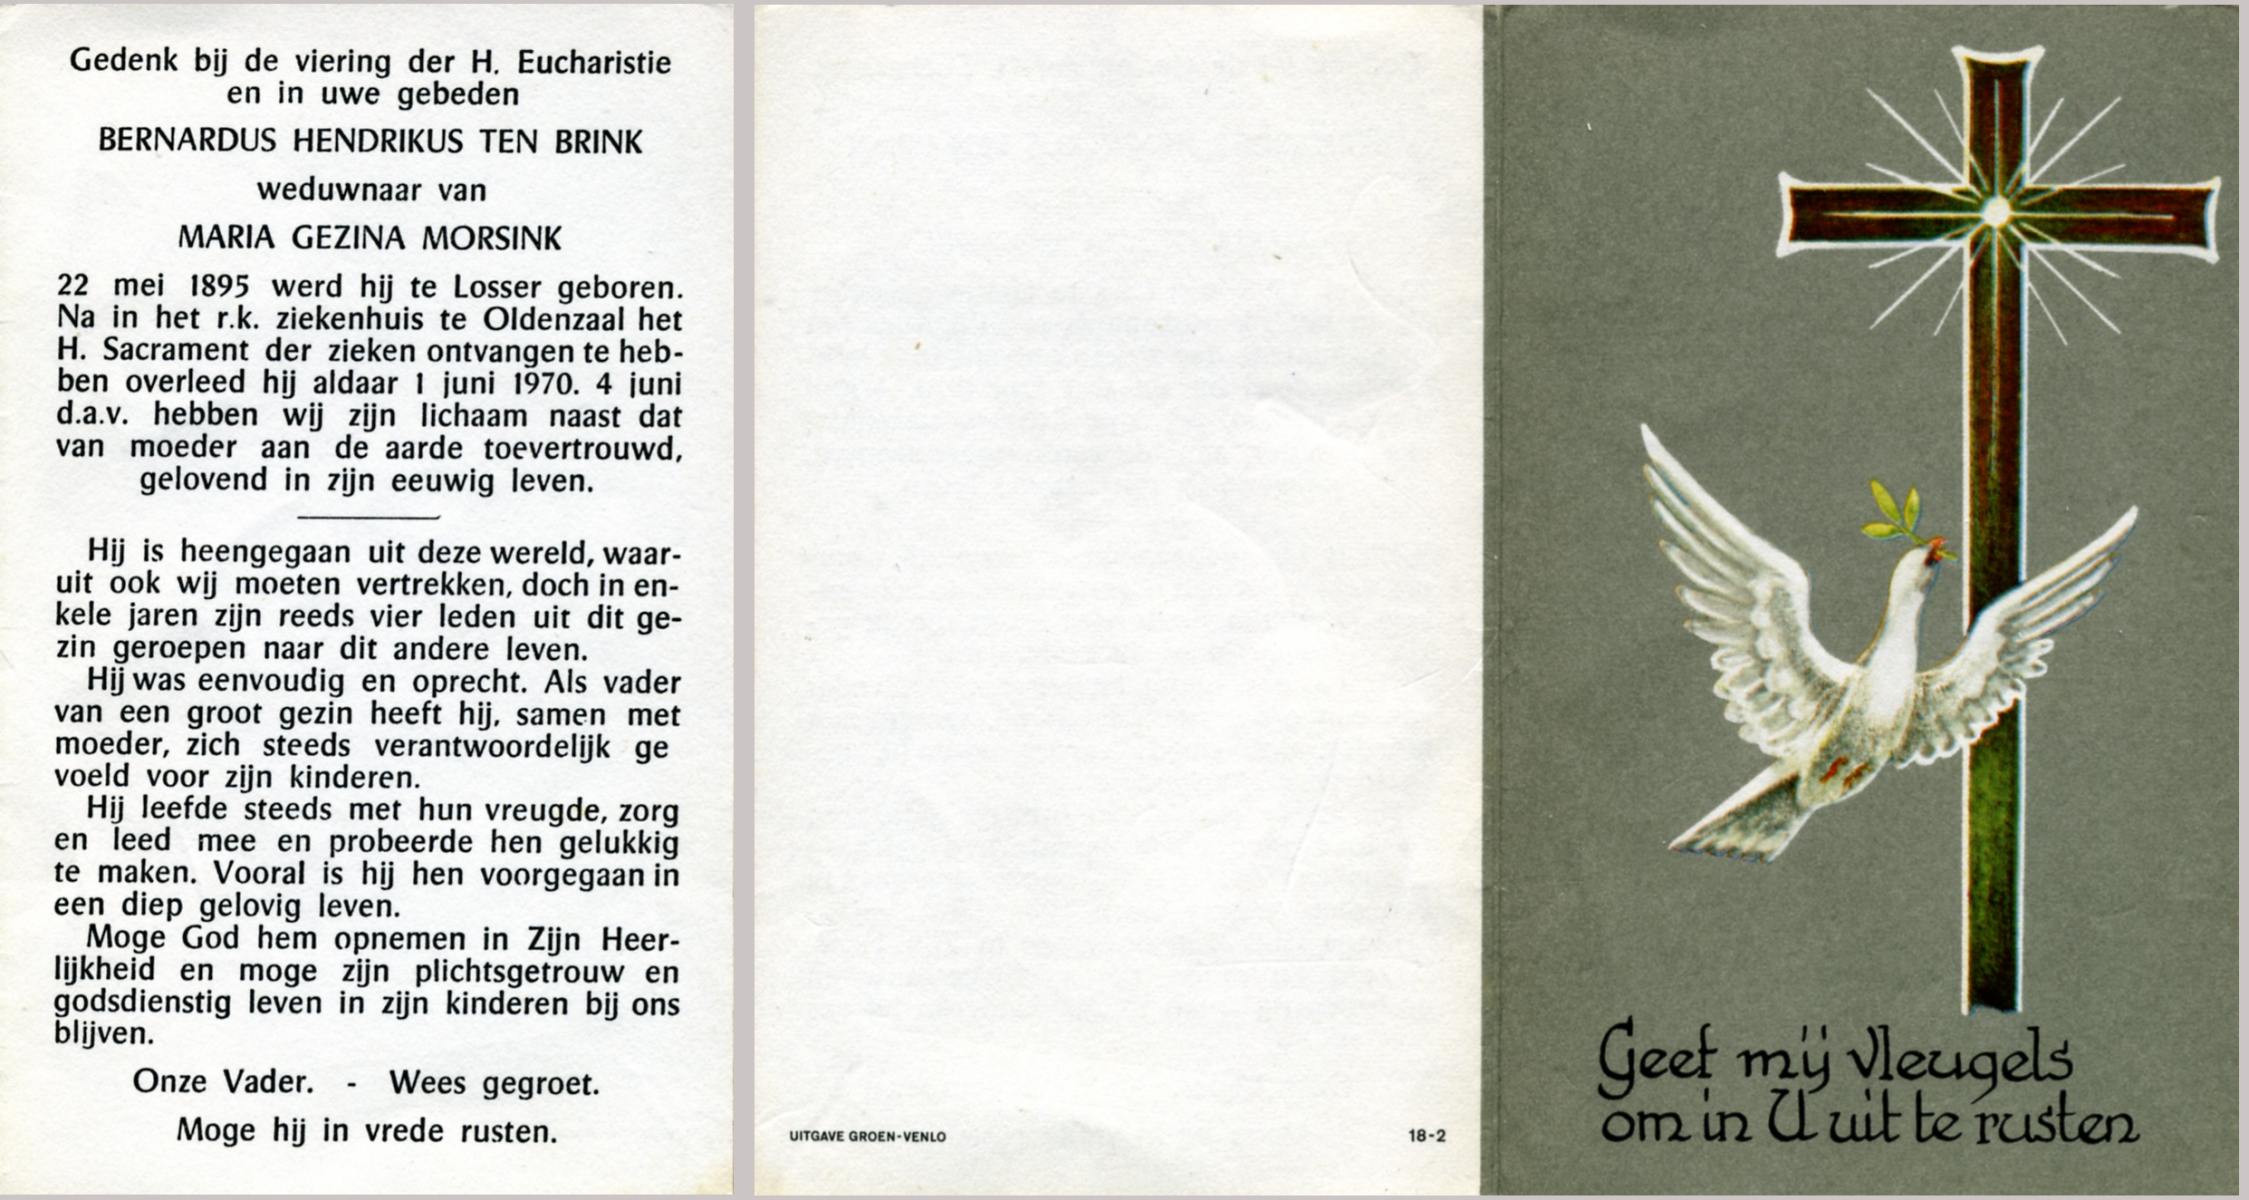 Gedenk bij de viering der H. Eucharistie
en in uwe gebeden
BERNARDUS HENDRIKUS TEN BRINK
weduwnaar van
MARIA GEZINA MORSINK
22 mei 1895 werd hij te Losser geboren.
Na in het r.k. ziekenhuis te Oldenzaal het
H. Sacrament der zieken ontvangen te heb-
ben overleed hij aldaar 1 juni 1970. 4 juni
d.a.v. hebben wij zijn lichaam naast dat
van moeder aan de aarde toevertrouwd,
gelovend in zijn eeuwig leven.
Hij is heengegaan uit deze wereld, waar-
uit ook wij moeten vertrekken, doch in en-
kele jaren zijn reeds vier leden uit dit ge-
zin geroepen naar dit andere leven.
Hij was eenvoudig en oprecht. Als vader
van een groot gezin heeft hij, samen met
moeder, zich steeds verantwoordelijk ge
voeld voor zijn kinderen.
Hij leefde steeds met hun vreugde, zorg
en leed mee en probeerde hen gelukkig
te maken. Vooral is hij hen voorgegaan in
een diep gelovig leven.
Moge God hem opnemen in Zijn Heer-
lijkheid en moge zijn plichtsgetrouw en
godsdienstig leven in zijn kinderen bij ons
blijven.
Onze Vader. - Wees gegroet.
Moge hij in vrede rusten.
UITGAVE GROEN-VENLO 18-2
Geef mij vleugels
om in U uit te rusten